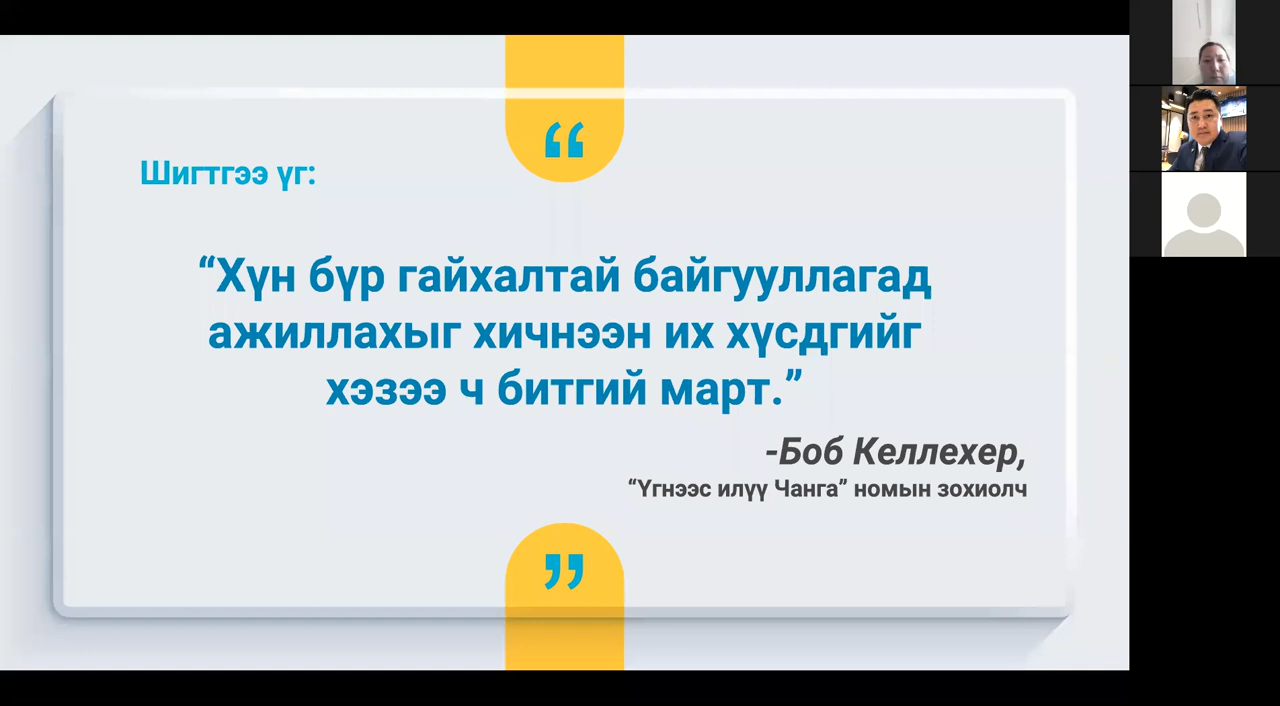 Шигтгээ үг:
“Хүн бүр гайхалтай байгууллагад
ажиллахыг хичнээн их хүсдгийг
хэзээ ч битгий март.”
-Боб Келлехер,
“Үгнээс илүү Чанга” номын зохиолч